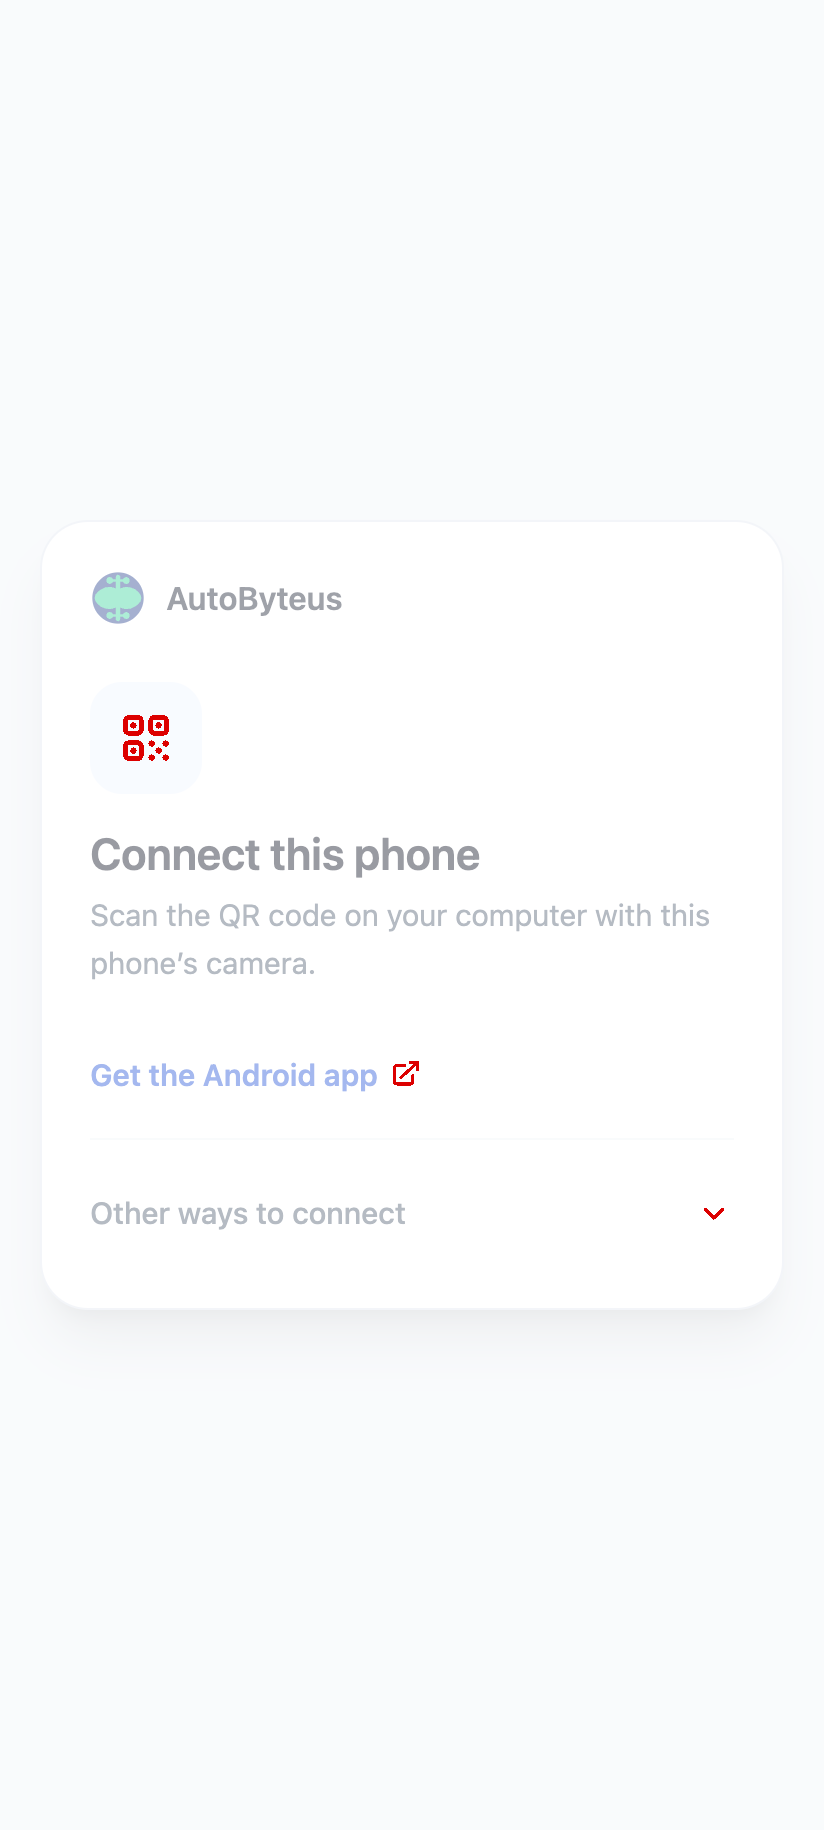 AutoByteus
Connect this phone
Scan the QR code on your computer with this
phone’s camera.
Get the Android app
Other ways to connect